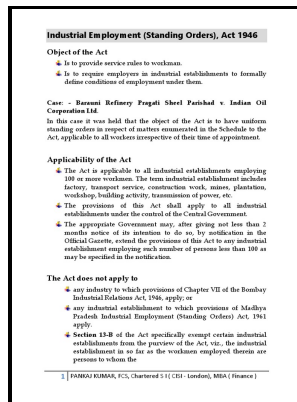 Industrial Employment (Standing Orders), Act 1946
Object of the Act
Is to provide service rules to workman.
Is to require employers in industrial establishments to formally
define conditions of employment under them.
Case: - Barauni Refinery Pragati Sheel Parishad v. Indian Oil
Corporation Ltd.
In this case it was held that the object of the Act is to have uniform
standing orders in respect of matters enumerated in the Schedule to the
Act, applicable to all workers irrespective of their time of appointment.
Applicability of the Act
The Act is applicable to all industrial establishments employing
100 or more workmen. The term industrial establishment includes
factory, transport service, construction work, mines, plantation,
workshop, building activity, transmission of power, etc.
The provisions of this Act shall apply to all industrial
establishments under the control of the Central Government.
The appropriate Government may, after giving not less than 2
months notice of its intention to do so, by notification in the
Official Gazette, extend the provisions of this Act to any industrial
establishment employing such number of persons less than 100 as
may be specified in the notification.
The Act does not apply to
any industry to which provisions of Chapter VII of the Bombay
Industrial Relations Act, 1946, apply; or
any industrial establishment to which provisions of Madhya
Pradesh Industrial Employment (Standing Orders) Act, 1961
apply.
Section 13-B of the Act specifically exempt certain industrial
establishments from the purview of the Act, viz., the industrial
establishment in so far as the workmen employed therein are
persons to whom the
1 PANKAJ KUMAR, FCS, Chartered S I ( CISI - London), MBA ( Finance )